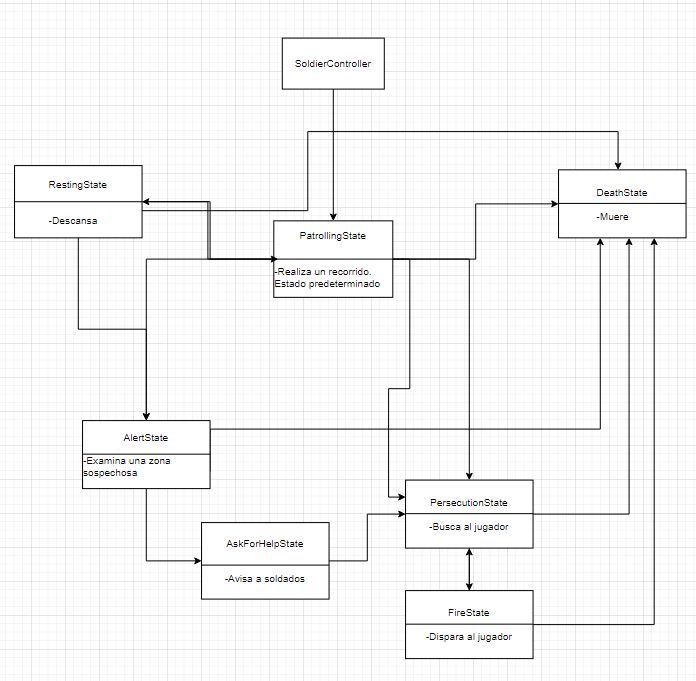 SoldierController
RestingState
-Descansa
DeathState
-Muere
PatrollingState
-Realiza un recorrido.
Estado predeterminado
AlertState
-Examina una zona
sospechosa
PersecutionState
-Busca al jugador
AskForHelpState
-Avisa a soldados
FireState
-Dispara al jugador